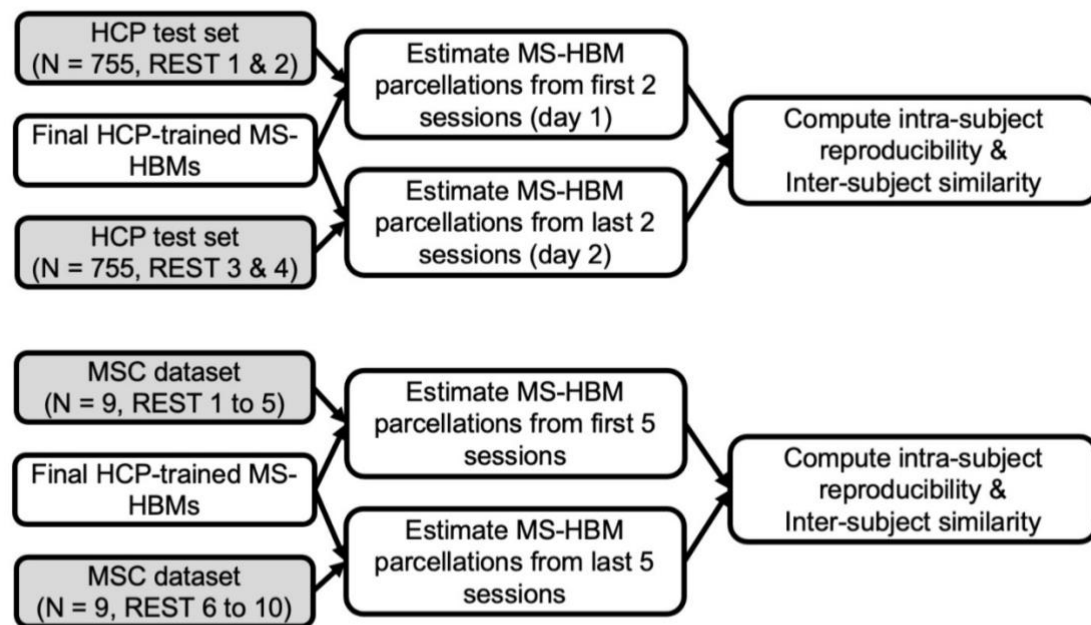 HCP test set
(N = 755, REST 1 & 2)
Final HCP-trained MS-
HBMs
HCP test set
(N = 755, REST 3 & 4)
Estimate MS-HBM
parcellations from first 2
sessions (day 1)
Estimate MS-HBM
parcellations from last 2
sessions (day 2)
Compute intra-subject
reproducibility &
Inter-subject similarity
MSC dataset
(N = 9, REST 1 to 5)
Final HCP-trained MS-
HBMs
MSC dataset
(N = 9, REST 6 to 10)
Estimate MS-HBM
parcellations from first 5
sessions
Estimate MS-HBM
parcellations from last 5
sessions
Compute intra-subject
reproducibility &
Inter-subject similarity